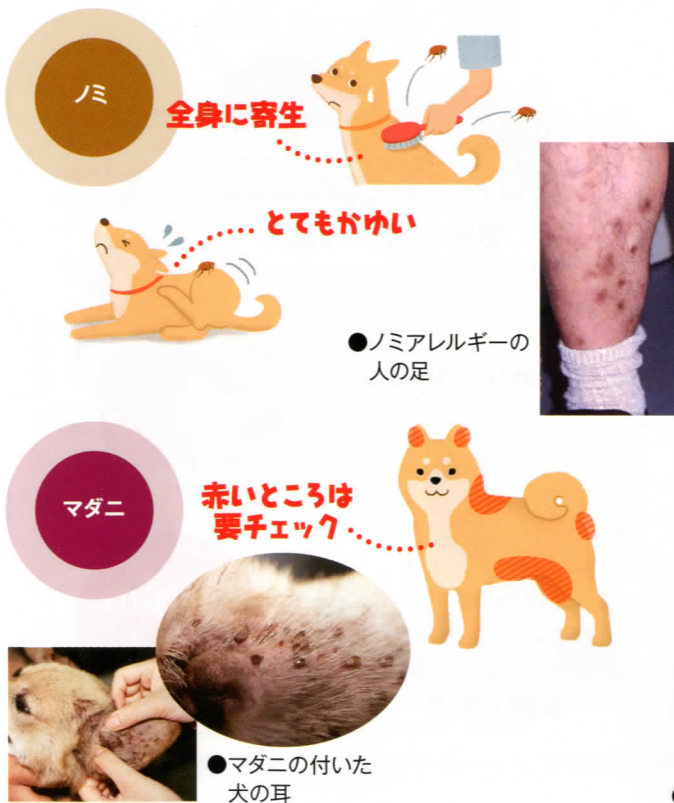 ノミ
全身に寄生
とてもかゆい
●ノミアレルギーの
人の足
マダニ
赤いところは
要チェック
●マダニの付いた
犬の耳